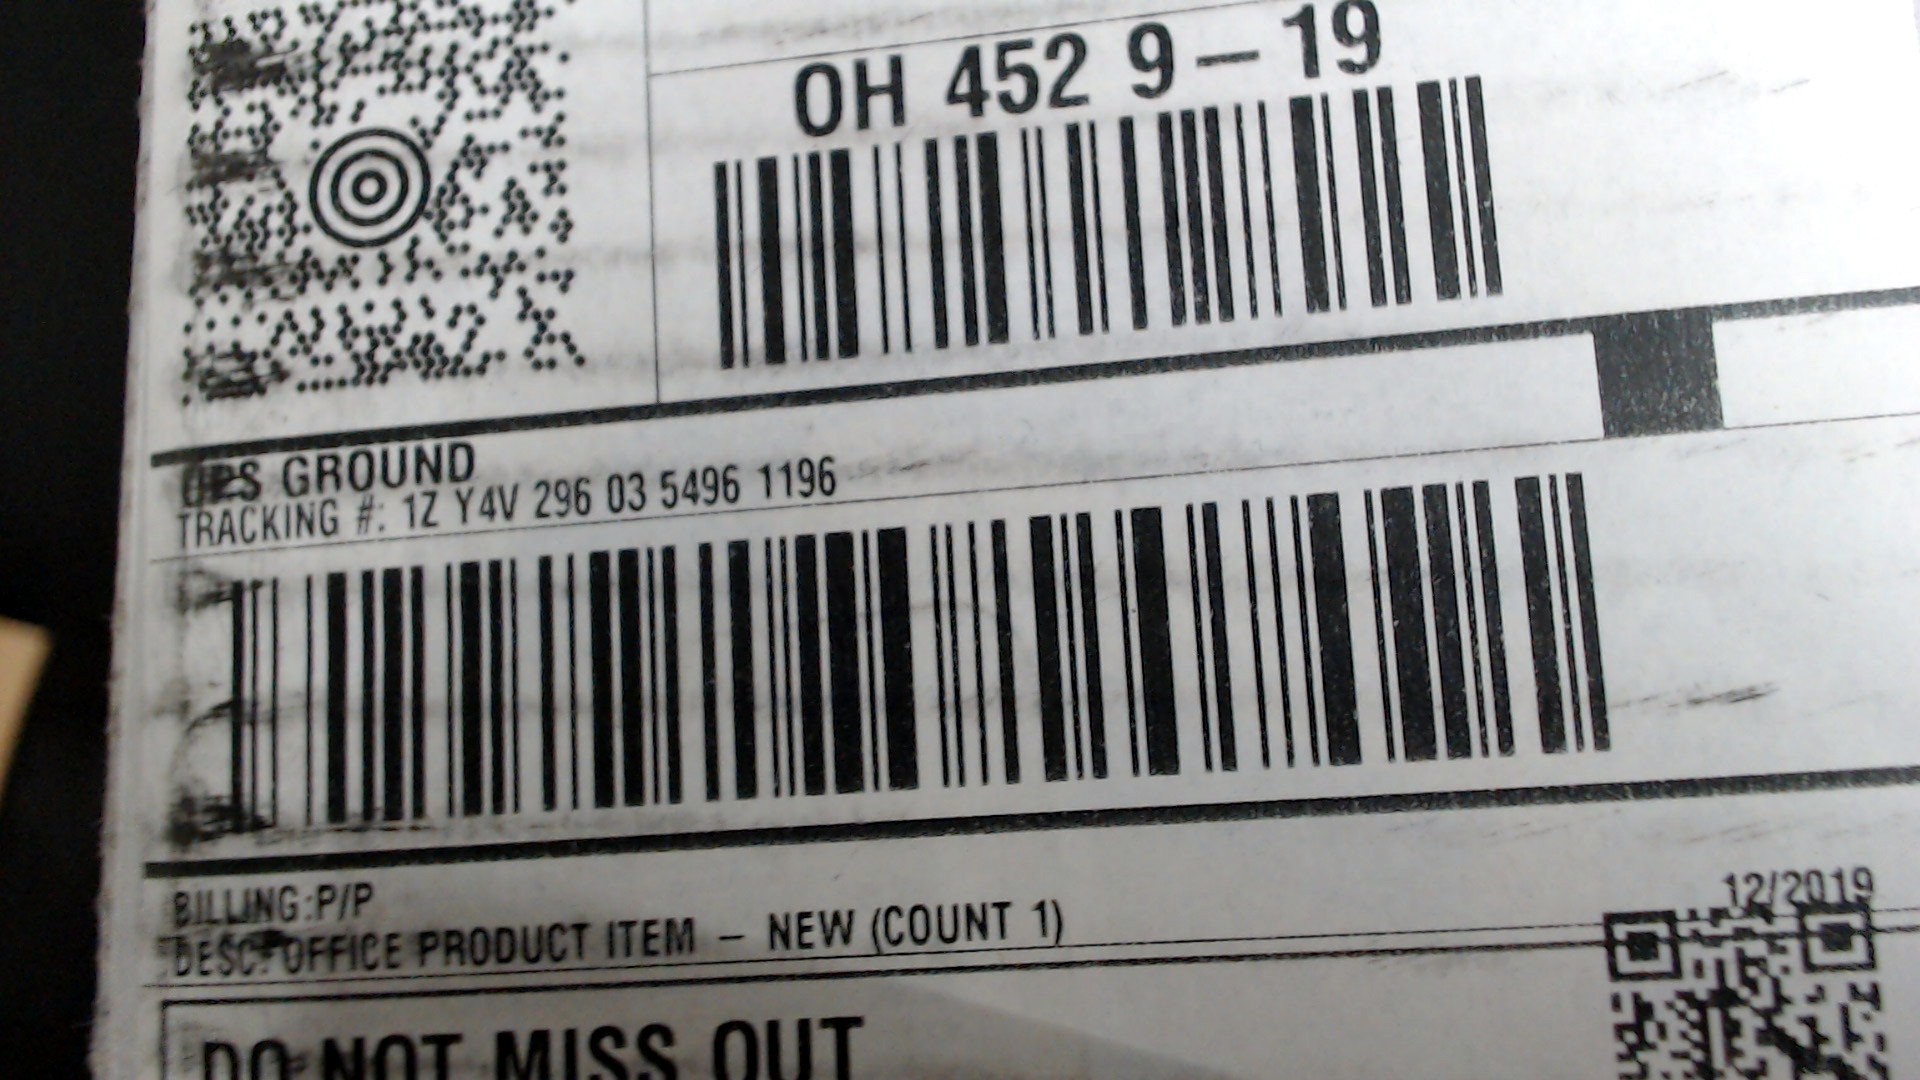 OH 452 9-19
UPS GROUND
TRACKING #: 1Z Y4V 296 03 5496 1196
BILLING:P/P
DESC:OFFICE PRODUCT ITEM - NEW (COUNT 1)
12/2019
DO NOT MISS OUT